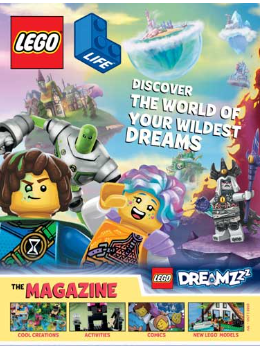 LEGO
LIFE
DISCOVER
THE WORLD OF
YOUR WILDEST
DREAMS
LEGO DREAMZzz
THE MAGAZINE
COOL CREATIONS
ACTIVITIES
COMICS
NEW LEGO MODELS